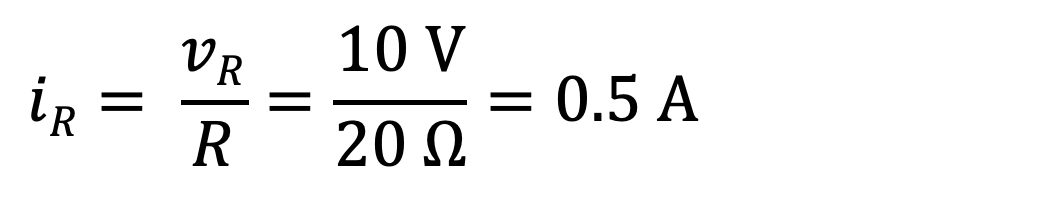 i_R = v_R/R = 10 V/20 Ω = 0.5 A